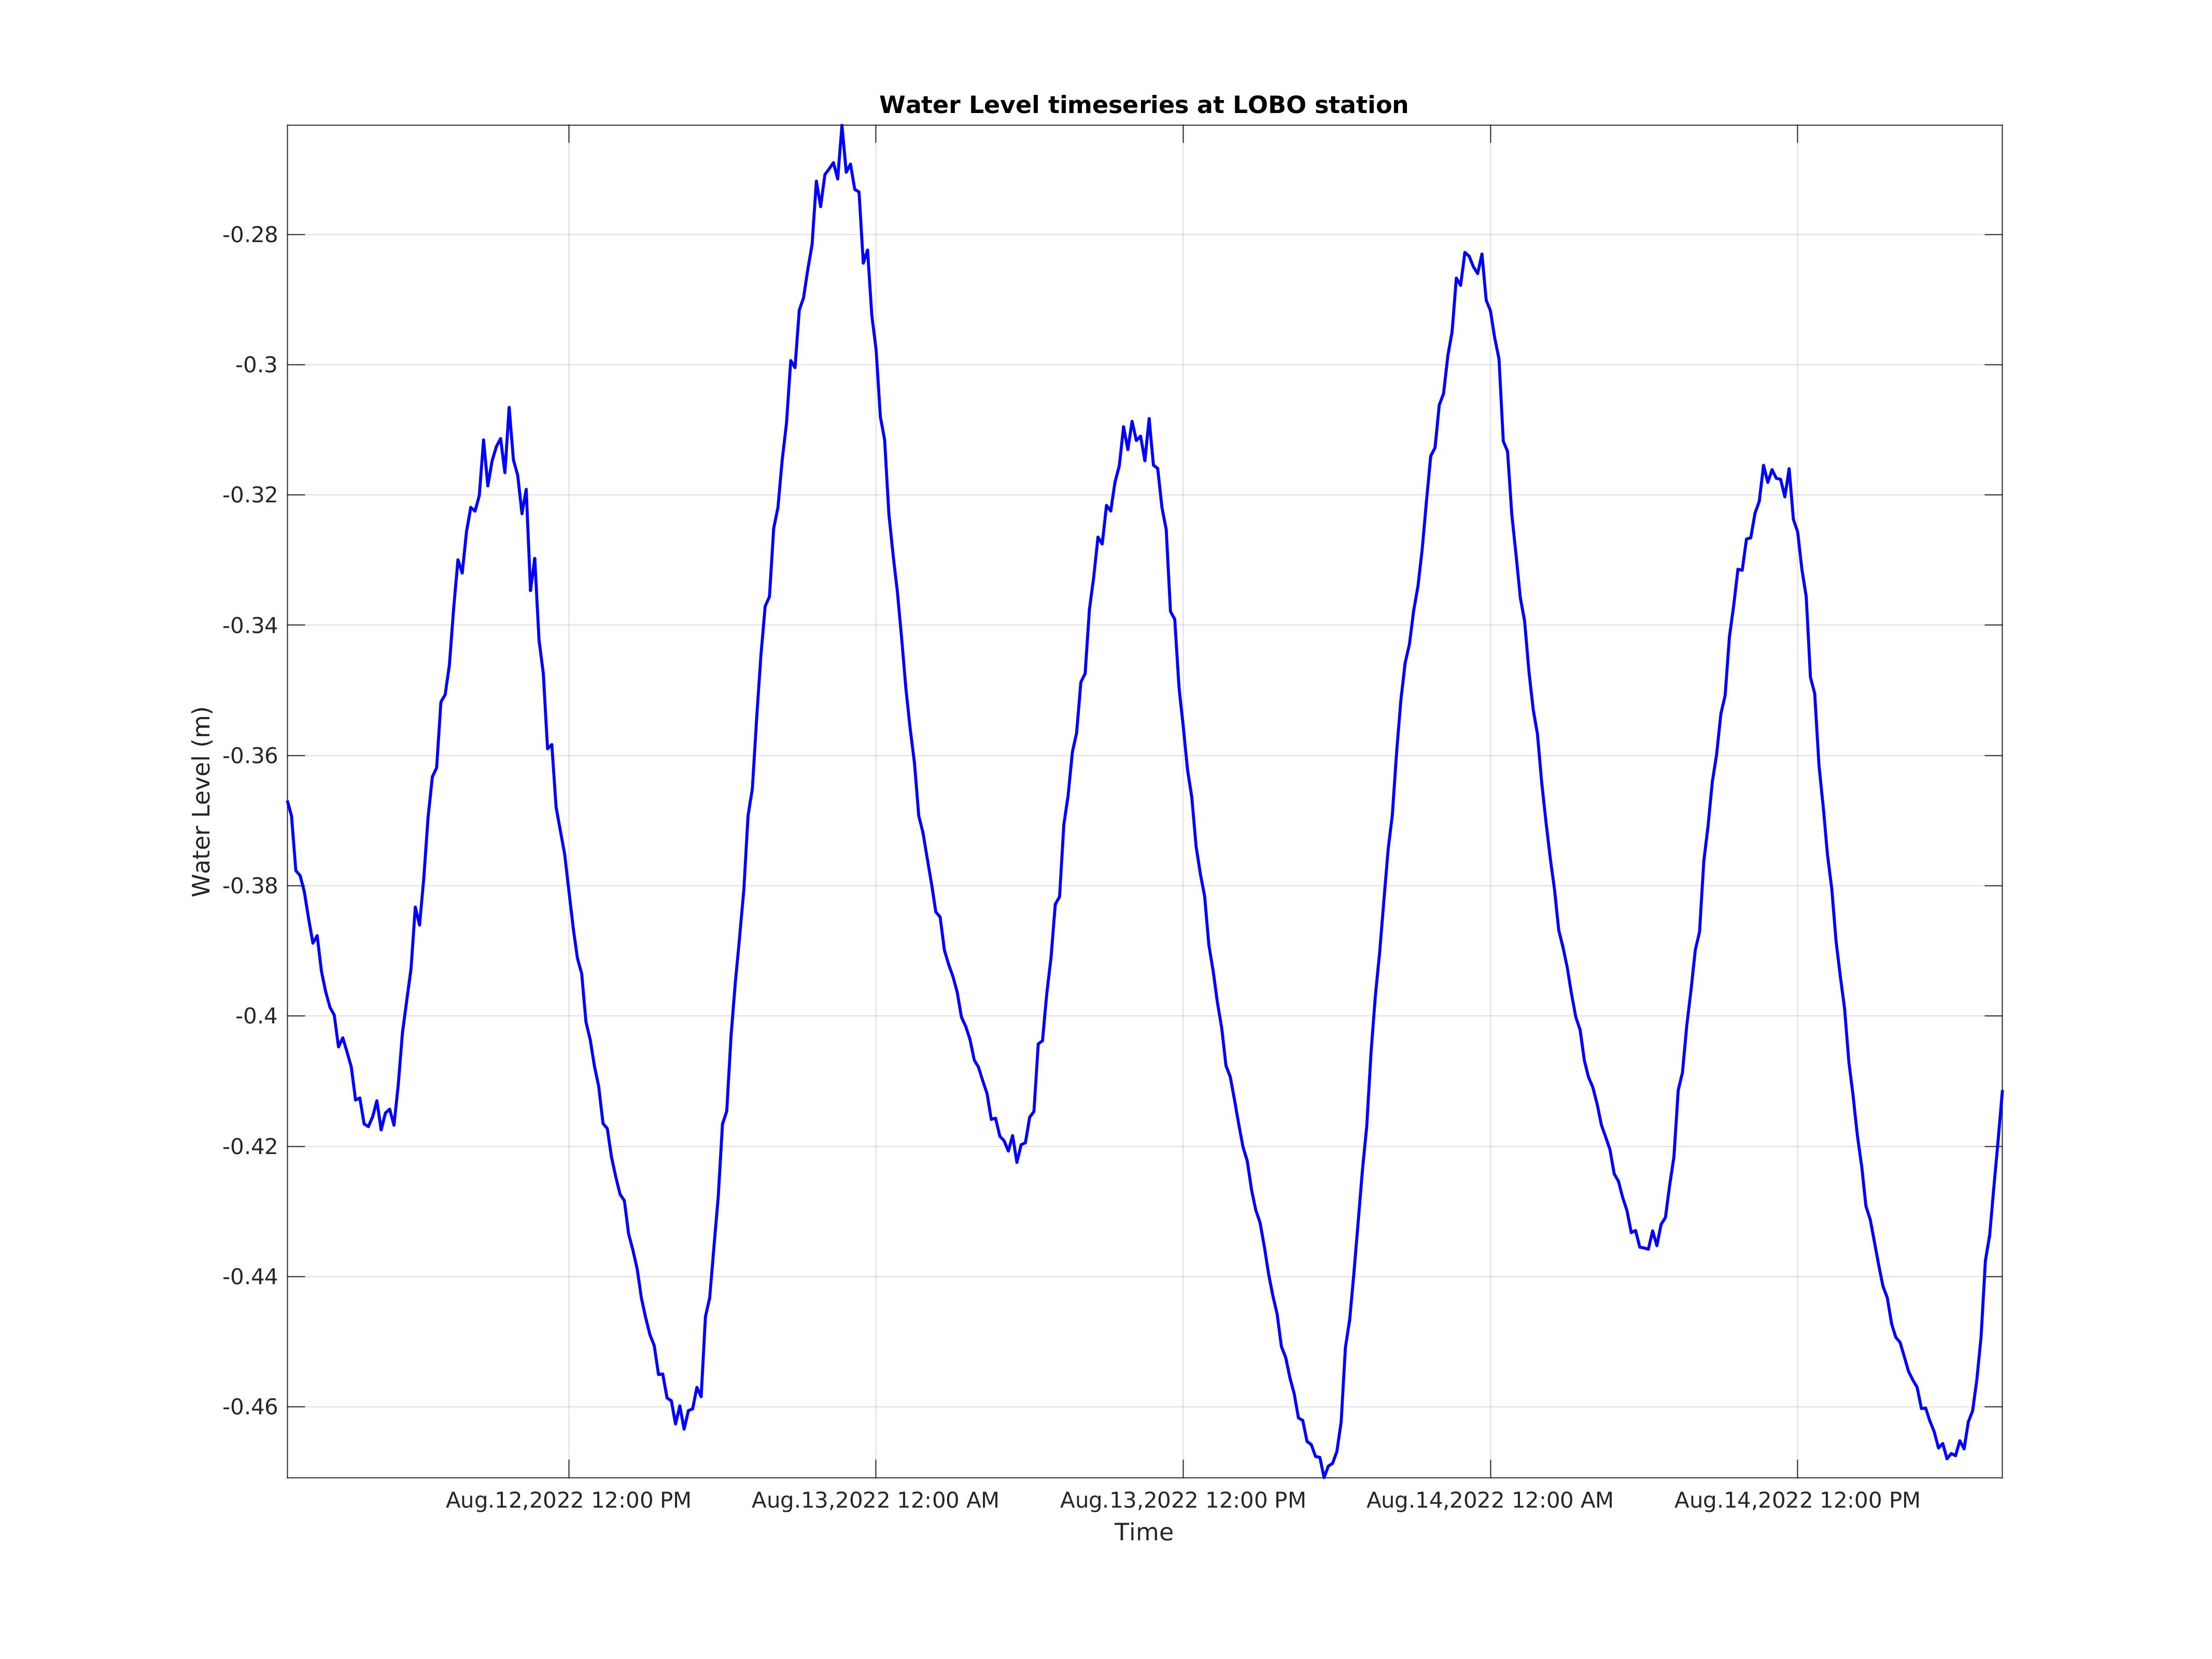 Water Level timeseries at LOBO station
-0.28
-0.3
-0.32
-0.34
-0.36
-0.38
-0.4
-0.42
-0.44
-0.46
Water Level (m)
Aug.12,2022 12:00 PM
Aug.13,2022 12:00 AM
Aug.13,2022 12:00 PM
Aug.14,2022 12:00 AM
Aug.14,2022 12:00 PM
Time